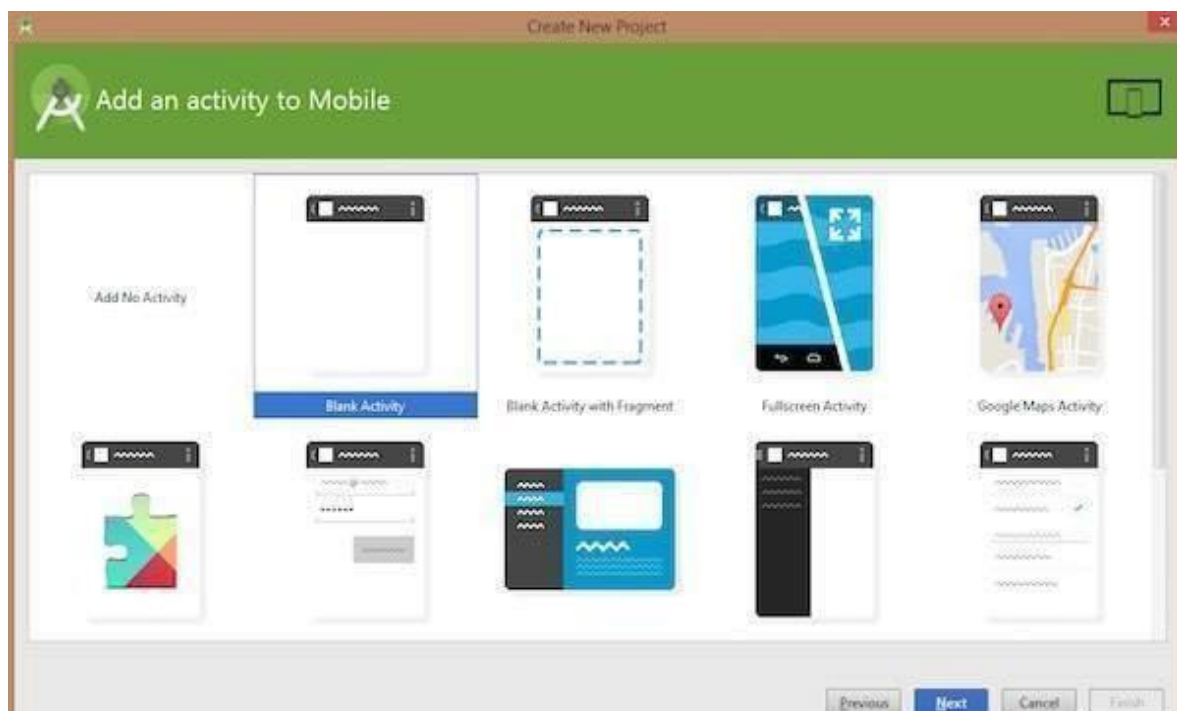 Create New Project
Add an activity to Mobile
Add No Activity
Blank Activity
Blank Activity with Fragment
Fullscreen Activity
Google Maps Activity
Previous
Next
Cancel
Finish